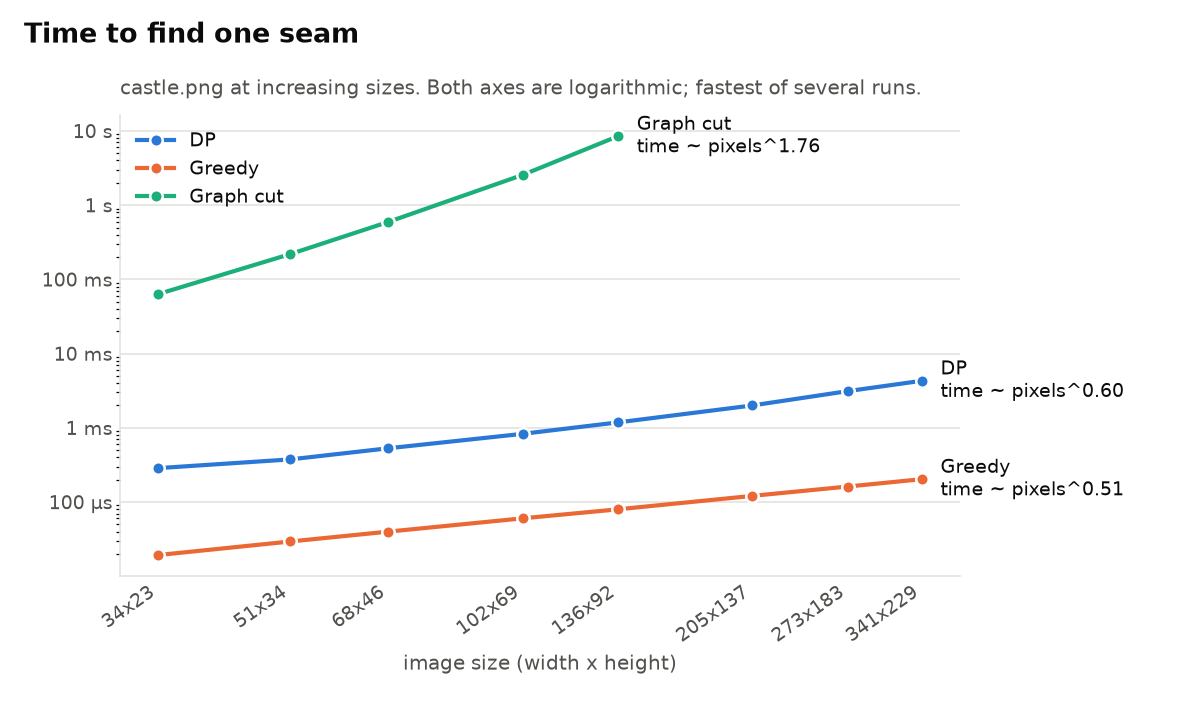 Time to find one seam
castle.png at increasing sizes. Both axes are logarithmic; fastest of several runs.
10 s
1 s
100 ms
10 ms
1 ms
100 µs
DP
Greedy
Graph cut
Graph cut
time ~ pixels^1.76
DP
time ~ pixels^0.60
Greedy
time ~ pixels^0.51
34x23
51x34
68x46
102x69
136x92
205x137
273x183
341x229
image size (width x height)